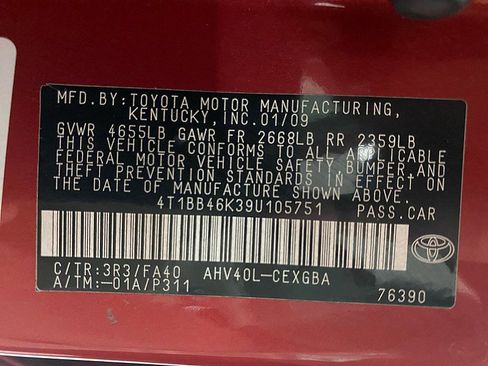 MFD.BY:TOYOTA MOTOR MANUFACTURING,
KENTUCKY, INC.01/09
GVWR 4655LB GAWR FR 2668LB RR 2359LB
THIS VEHICLE CONFORMS TO ALL APPLICABLE
FEDERAL MOTOR VEHICLE SAFETY, BUMPER,AND
THEFT PREVENTION STANDARDS IN EFFECT ON
THE DATE OF MANUFACTURE SHOWN ABOVE.
4T1BB46K39U105751 PASS.CAR
C/TR:3R3/FA40 AHV40L-CEXGBA
A/TM:-01A/P311
76390
TOYOTA